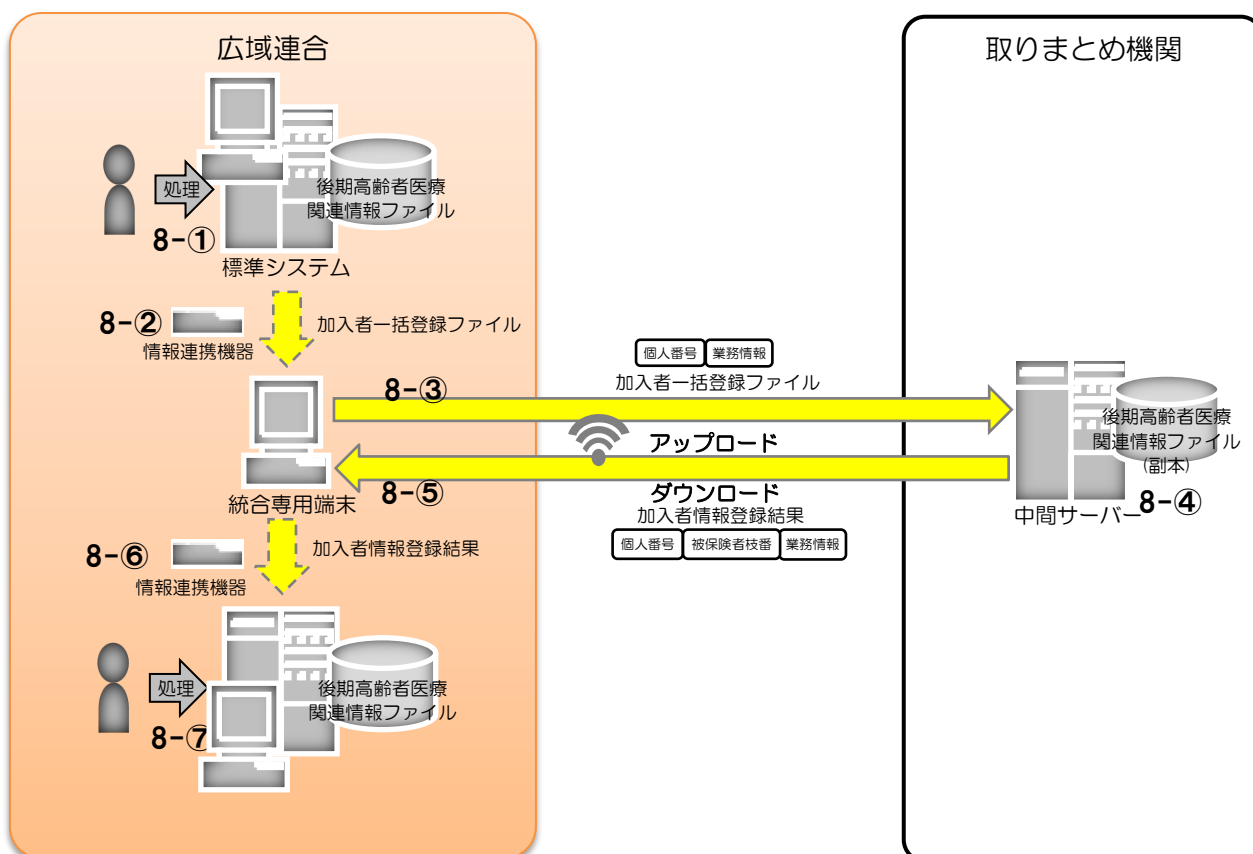 広域連合
取りまとめ機関
処理
8-①
後期高齢者医療
関連情報ファイル
標準システム
8-②
情報連携機器
加入者一括登録ファイル
個人番号 業務情報
加入者一括登録ファイル
8-③
アップロード
後期高齢者医療
関連情報ファイル
(副本)
中間サーバー
8-④
統合専用端末
8-⑤
ダウンロード
加入者情報登録結果
個人番号 被保険者枝番 業務情報
8-⑥
情報連携機器
加入者情報登録結果
処理
8-⑦
後期高齢者医療
関連情報ファイル